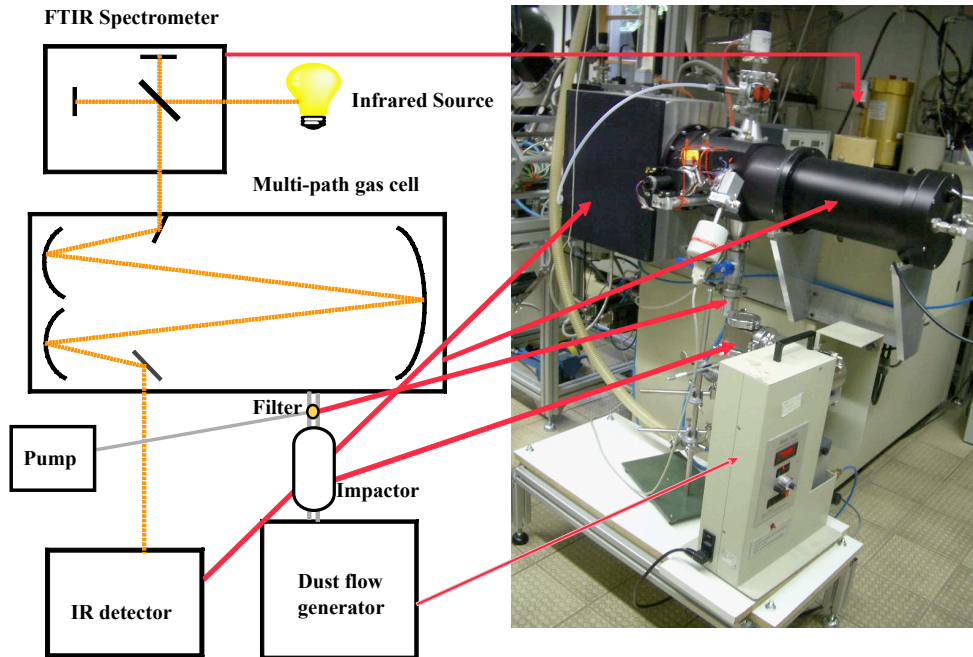 FTIR Spectrometer
Infrared Source
Multi-path gas cell
Filter
Pump
Impactor
IR detector
Dust flow
generator